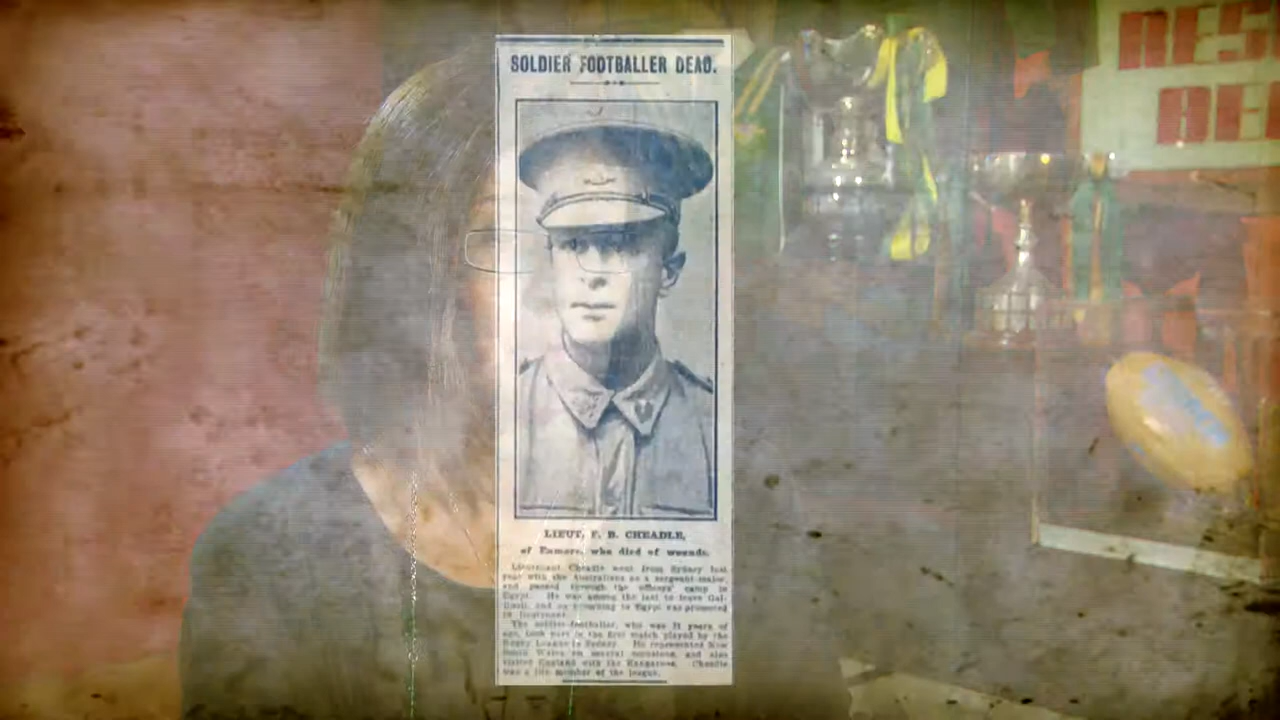 SOLDIER FOOTBALLER DEAD.
LIEUT. F. B. CHEADLE,
of Enmore, who died of wounds.
Lieutenant Cheadle went from Sydney last
year with the Australians as a sergeant-major,
and passed through the officers' camp in
Egypt. He was among the last to leave Gal-
lipoli, and on returning to Egypt was promoted
to lieutenant.
The soldier-footballer, who was 31 years of
age, took part in the first match played by the
Rugby League in Sydney. He represented New
South Wales on several occasions, and also
visited England with the Kangaroos. Cheadle
was a life member of the league.